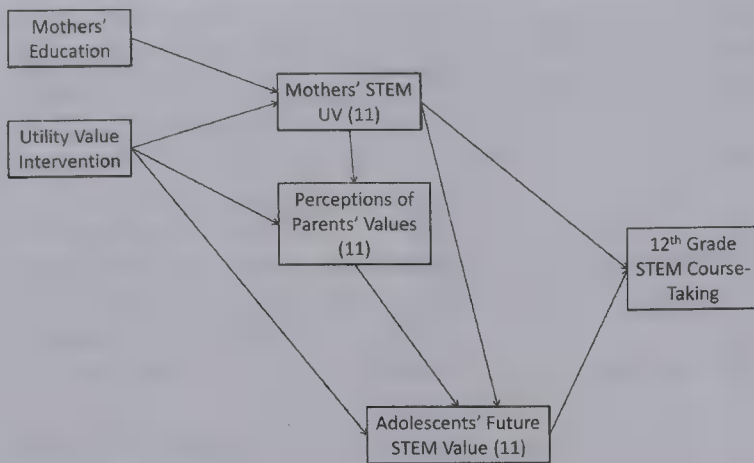 Mothers'
Education
Utility Value
Intervention
Mothers' STEM
UV (11)
Perceptions of
Parents' Values
(11)
12th Grade
STEM Course-
Taking
Adolescents' Future
STEM Value (11)